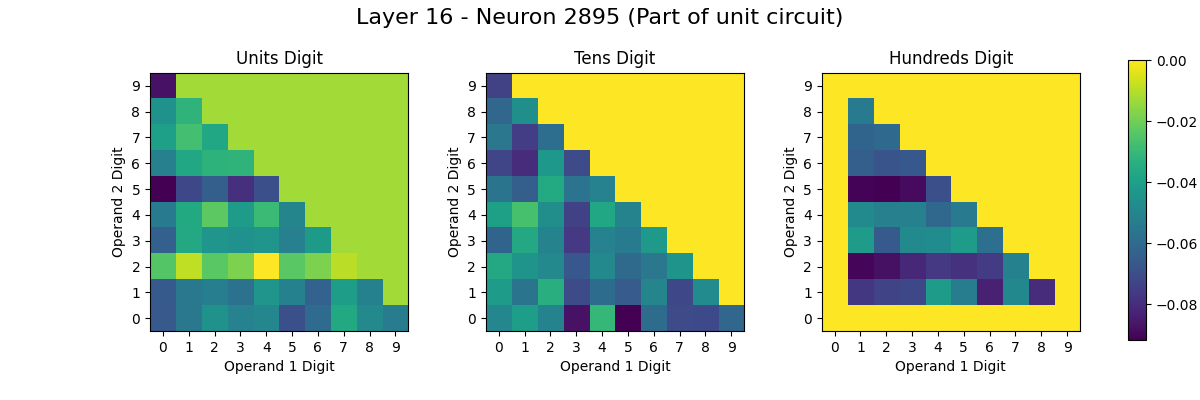 Layer 16 - Neuron 2895 (Part of unit circuit)
Units Digit
Tens Digit
Hundreds Digit
Operand 2 Digit
9
8
7
6
5
4
3
2
1
0
0 1 2 3 4 5 6 7 8 9
Operand 1 Digit
Operand 2 Digit
9
8
7
6
5
4
3
2
1
0
0 1 2 3 4 5 6 7 8 9
Operand 1 Digit
Operand 2 Digit
9
8
7
6
5
4
3
2
1
0
0 1 2 3 4 5 6 7 8 9
Operand 1 Digit
0.00
−0.02
−0.04
−0.06
−0.08